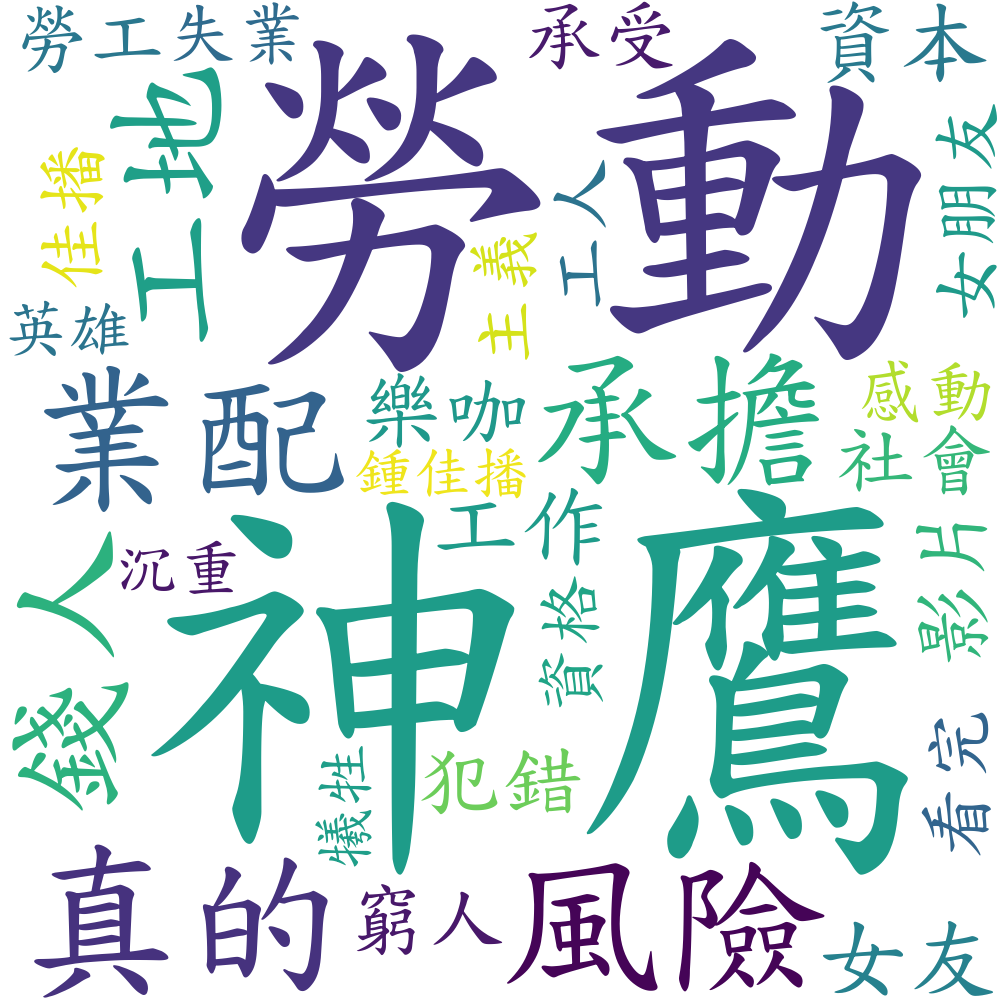 勞工失業
承受
資本
勞動
工地
佳播
工人
女朋友
主義
英雄
業配
樂咖
承擔
感動
社會
鍾佳播
神鷹
工作
沉重
錢人
資格
影片
犯錯
犧牲
看完
真的
窮人
風險
女友